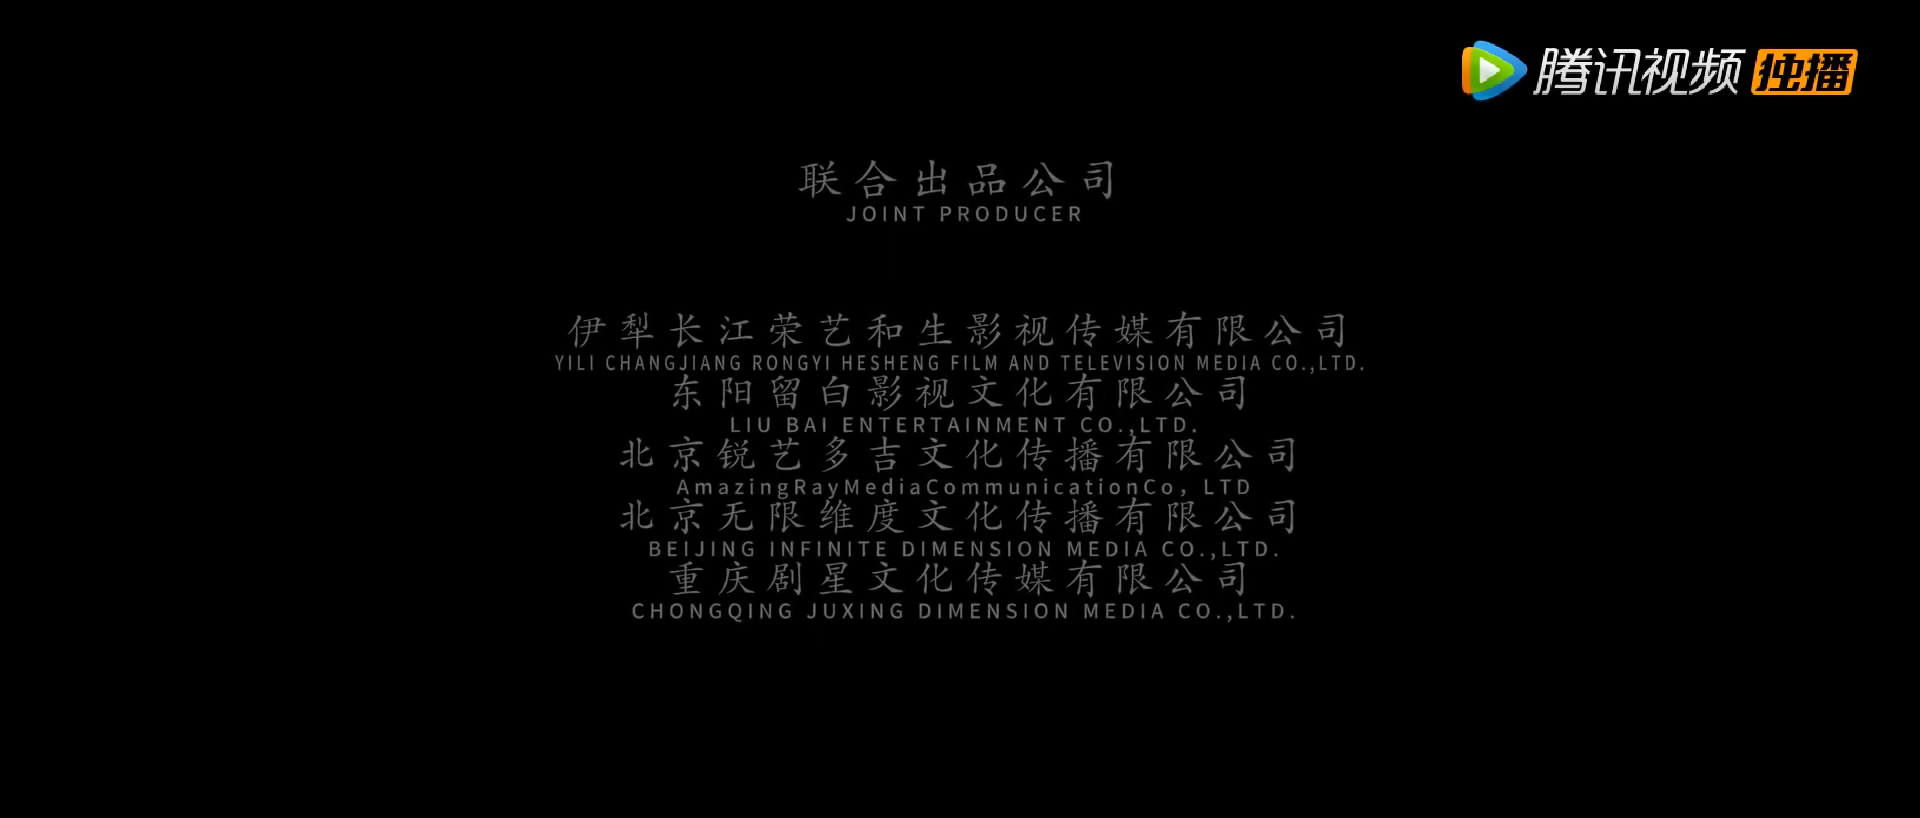 腾讯视频 独播
联合出品公司
JOINT PRODUCER
伊犁长江荣艺和生影视传媒有限公司
YILI CHANGJIANG RONGYI HESHENG FILM AND TELEVISION MEDIA CO.,LTD.
东阳留白影视文化有限公司
LIU BAI ENTERTAINMENT CO.,LTD.
北京锐艺多吉文化传播有限公司
AmazingRayMediaCommunicationCo, LTD
北京无限维度文化传播有限公司
BEIJING INFINITE DIMENSION MEDIA CO.,LTD.
重庆剧星文化传媒有限公司
CHONGQING JUXING DIMENSION MEDIA CO.,LTD.